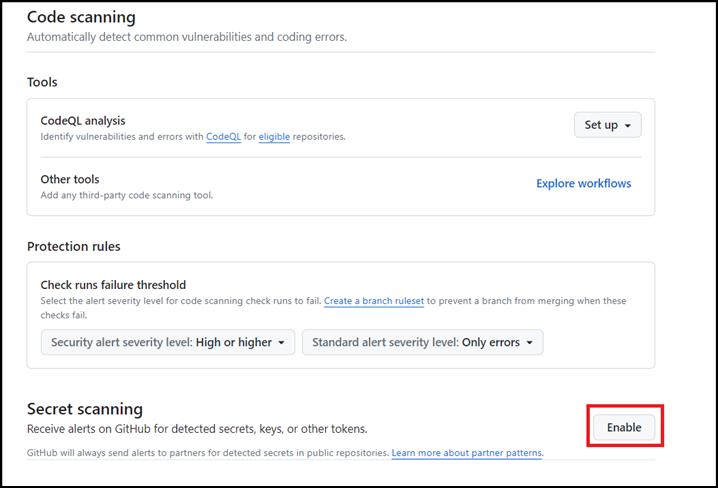 Code scanning
Automatically detect common vulnerabilities and coding errors.
Tools
CodeQL analysis
Identify vulnerabilities and errors with CodeQL for eligible repositories.
Set up
Other tools
Add any third-party code scanning tool.
Explore workflows
Protection rules
Check runs failure threshold
Select the alert severity level for code scanning check runs to fail. Create a branch ruleset to prevent a branch from merging when these
checks fail.
Security alert severity level: High or higher
Standard alert severity level: Only errors
Secret scanning
Receive alerts on GitHub for detected secrets, keys, or other tokens.
Enable
GitHub will always send alerts to partners for detected secrets in public repositories. Learn more about partner patterns.